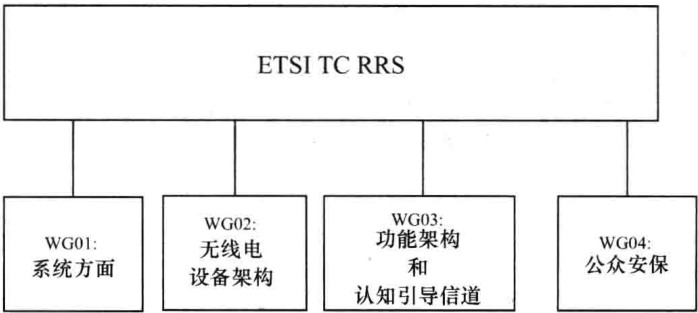 ETSI TC RRS
WG01:
系统方面
WG02:
无线电
设备架构
WG03:
功能架构
和
认知引导信道
WG04:
公众安保